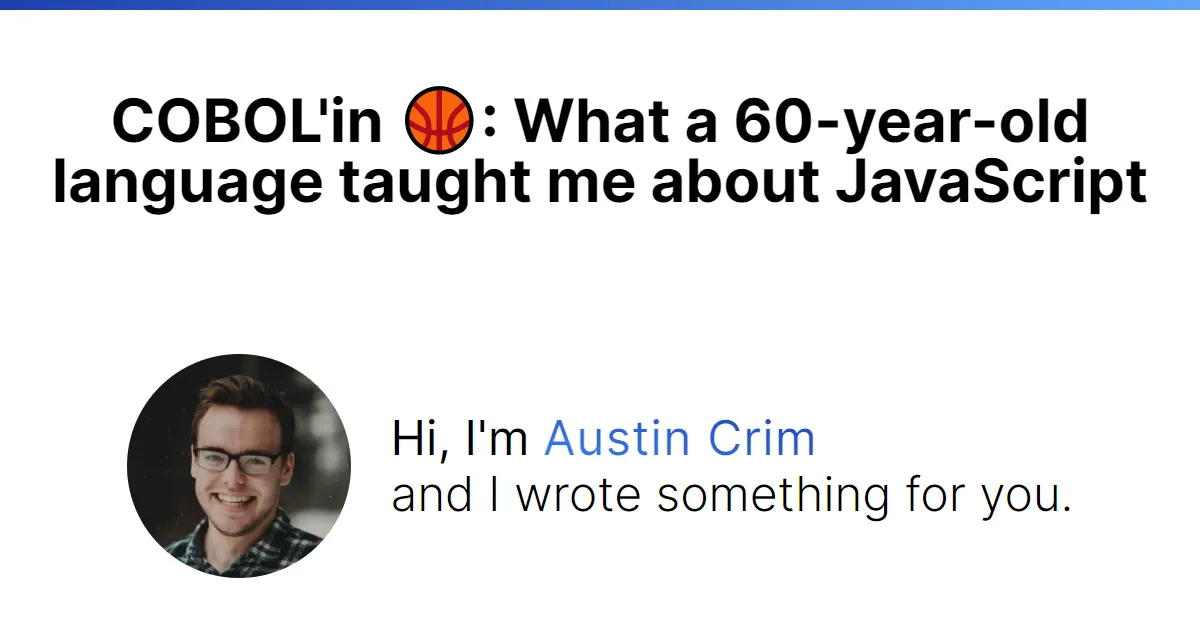 COBOL'in 🏀: What a 60-year-old
language taught me about JavaScript
Hi, I'm Austin Crim
and I wrote something for you.